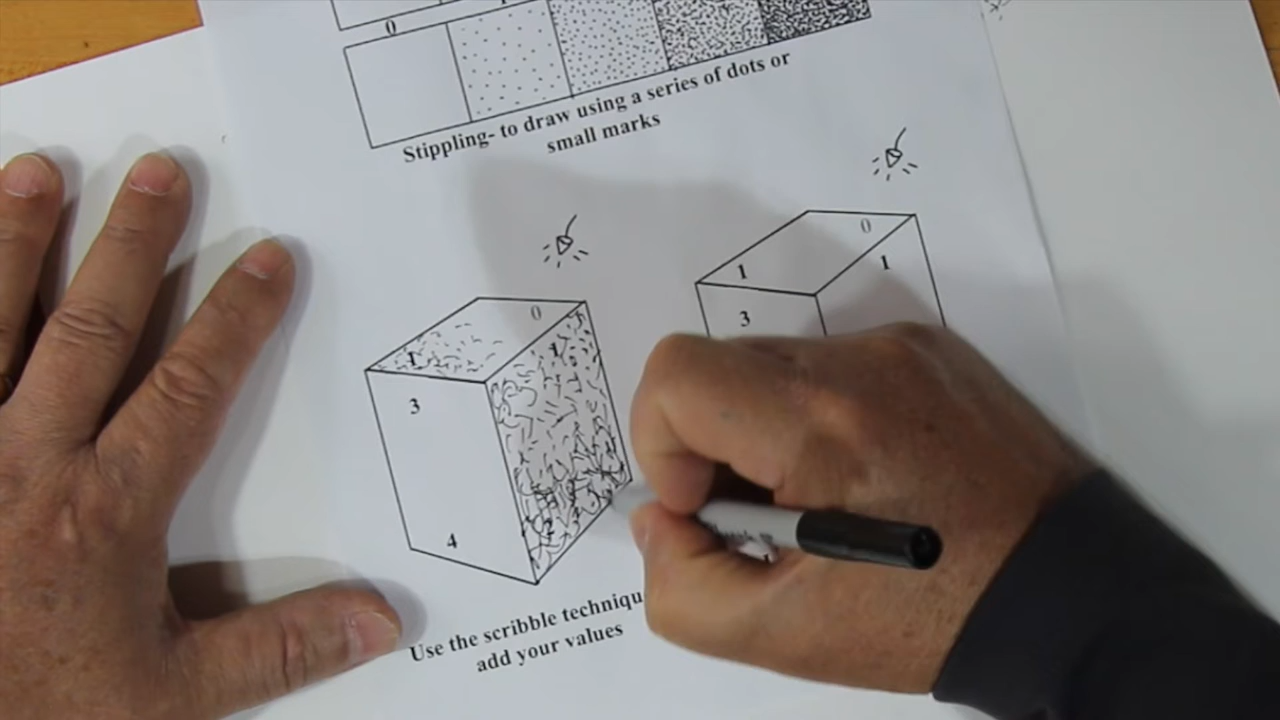 0
Stippling- to draw using a series of dots or
small marks
0
1
1
3
4
2
0
1
1
3
Use the scribble techniqu
add your values